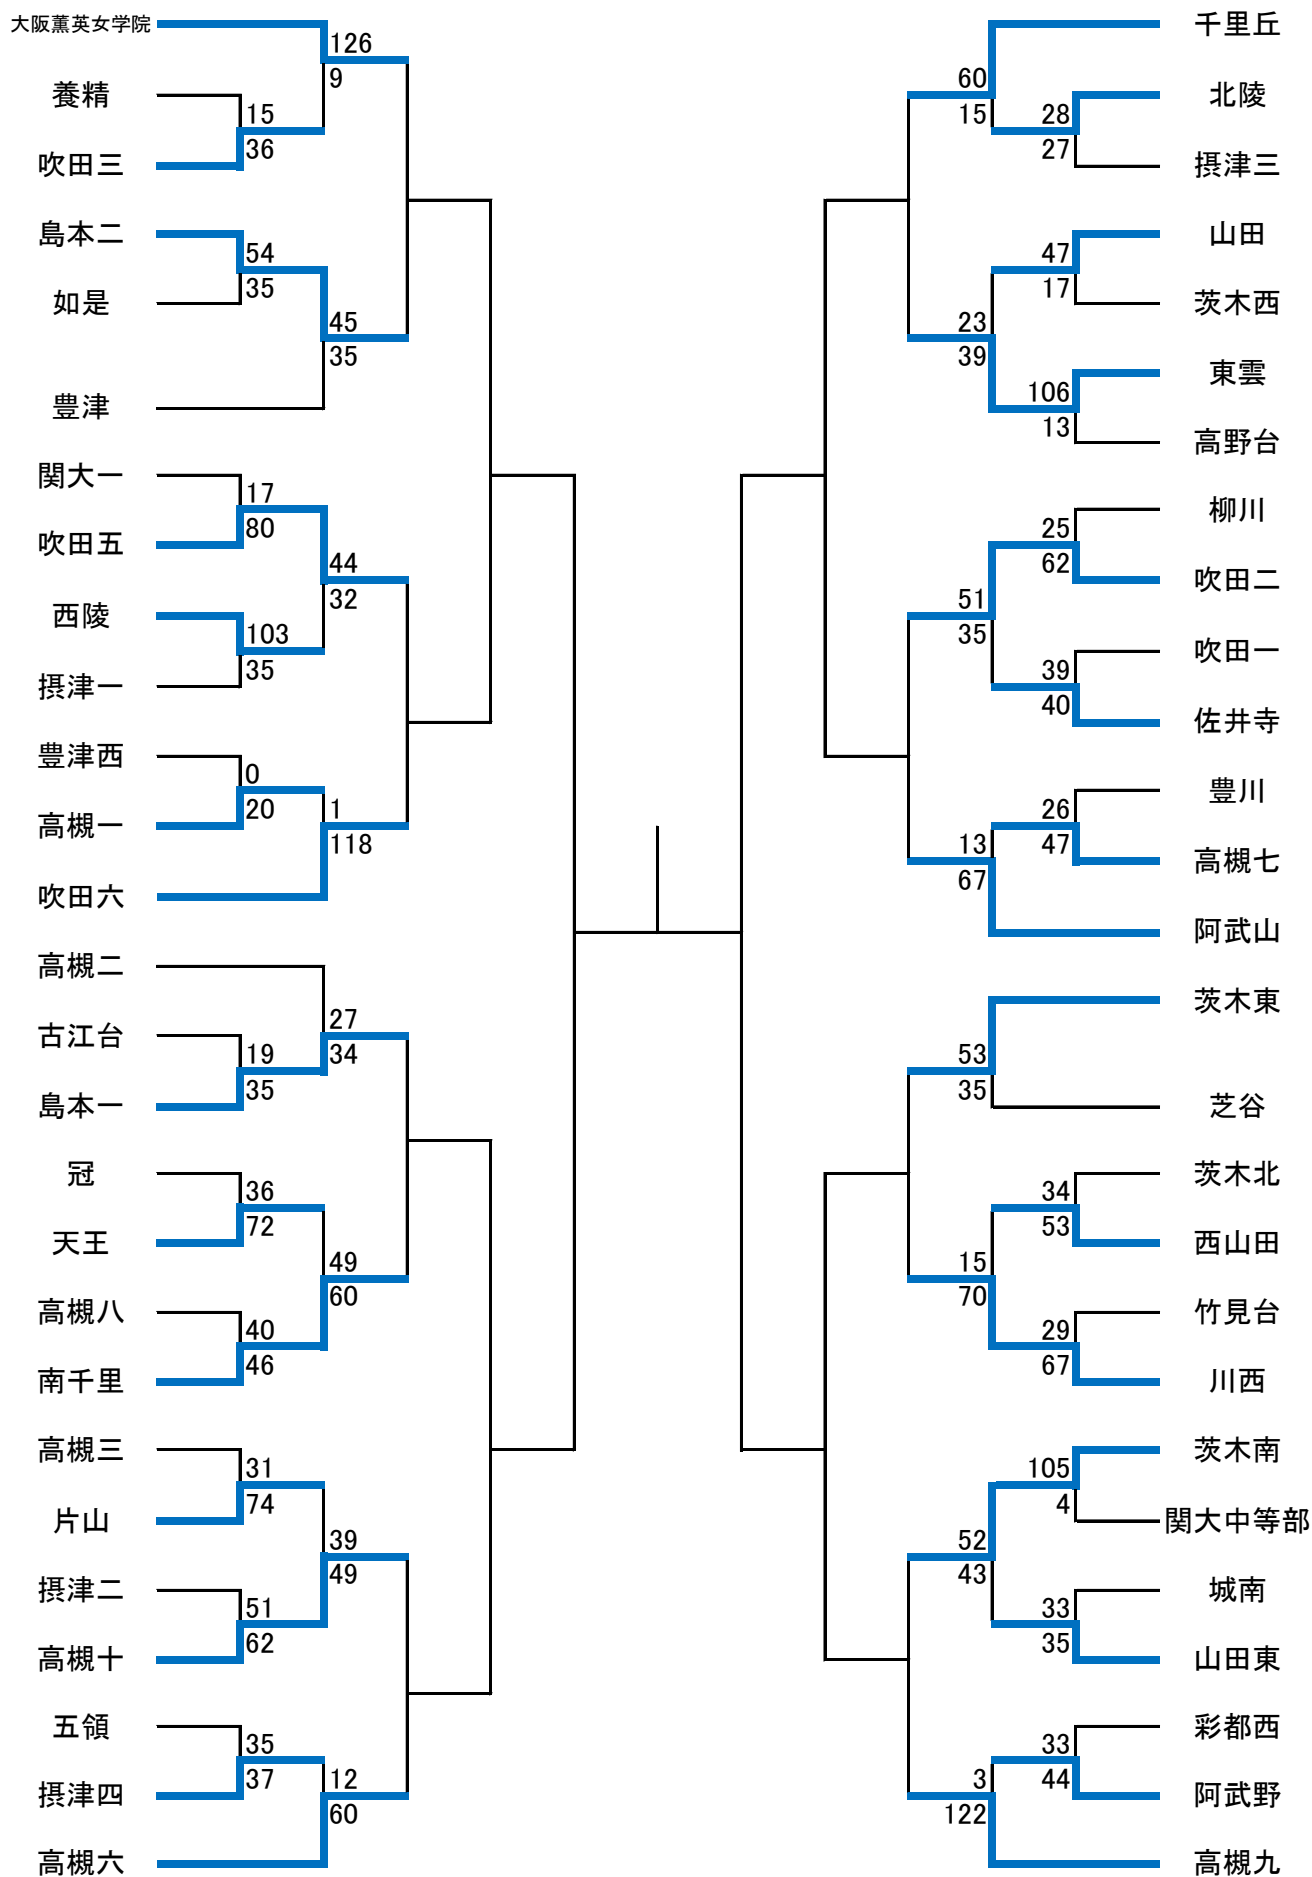 大阪薫英女学院
126
9
養精
15
36
吹田三
島本二
54
35
如是
45
35
豊津
関大一
17
80
吹田五
44
32
西陵
103
35
摂津一
豊津西
0
20
高槻一
1
118
吹田六
高槻二
27
34
古江台
19
35
島本一
冠
36
72
天王
49
60
高槻八
40
46
南千里
高槻三
31
74
片山
39
49
摂津二
51
62
高槻十
五領
35
37
摂津四
12
60
高槻六
千里丘
60
15
北陵
28
27
摂津三
山田
47
17
茨木西
23
39
東雲
106
13
高野台
柳川
25
62
吹田二
51
35
吹田一
39
40
佐井寺
豊川
26
47
高槻七
13
67
阿武山
茨木東
53
35
芝谷
茨木北
34
53
西山田
15
70
竹見台
29
67
川西
茨木南
105
4
関大中等部
52
43
城南
33
35
山田東
彩都西
33
44
阿武野
3
122
高槻九